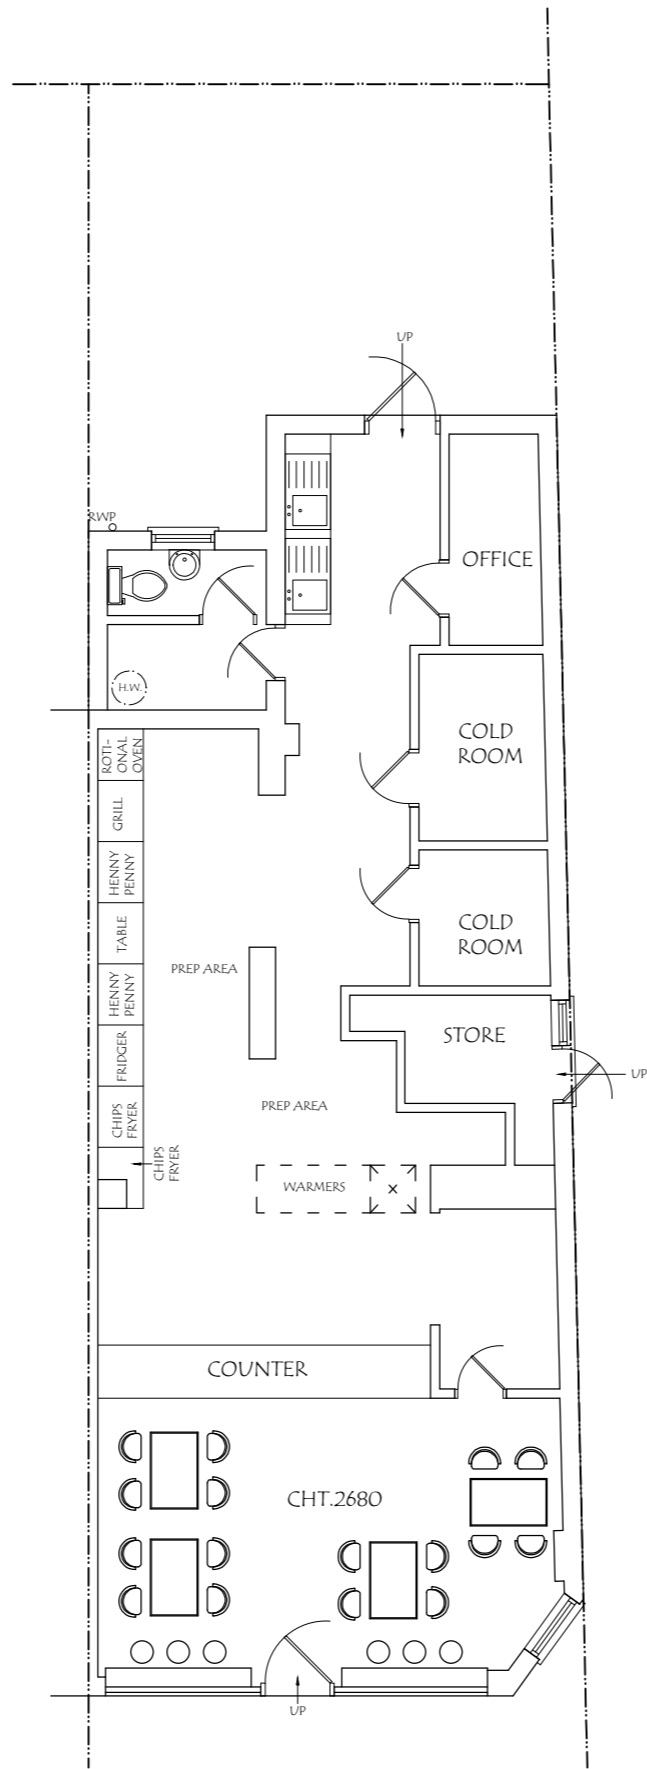 UP
RWP
OFFICE
H.W.
ROTI-
ONAL
OVEN
COLD
ROOM
GRILL
HENNY
PENNY
TABLE
COLD
ROOM
PREP AREA
HENNY
PENNY
FRIDGER
STORE
UP
CHIPS
FRYER
PREP AREA
CHIPS
FRYER
WARMERS
X
COUNTER
CHT.2680
UP